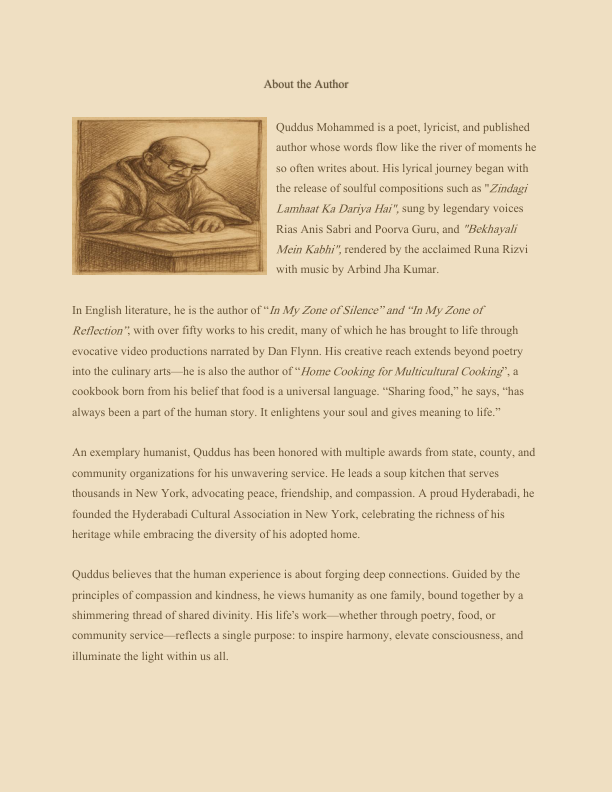 About the Author
Quddus Mohammed is a poet, lyricist, and published
author whose words flow like the river of moments he
so often writes about. His lyrical journey began with
the release of soulful compositions such as "Zindagi
Lamhaat Ka Dariya Hai", sung by legendary voices
Rias Anis Sabri and Poorva Guru, and "Bekhayali
Mein Kabhi", rendered by the acclaimed Runa Rizvi
with music by Arbind Jha Kumar.
In English literature, he is the author of “In My Zone of Silence” and “In My Zone of
Reflection”, with over fifty works to his credit, many of which he has brought to life through
evocative video productions narrated by Dan Flynn. His creative reach extends beyond poetry
into the culinary arts—he is also the author of “Home Cooking for Multicultural Cooking”, a
cookbook born from his belief that food is a universal language. “Sharing food,” he says, “has
always been a part of the human story. It enlightens your soul and gives meaning to life.”
An exemplary humanist, Quddus has been honored with multiple awards from state, county, and
community organizations for his unwavering service. He leads a soup kitchen that serves
thousands in New York, advocating peace, friendship, and compassion. A proud Hyderabadi, he
founded the Hyderabadi Cultural Association in New York, celebrating the richness of his
heritage while embracing the diversity of his adopted home.
Quddus believes that the human experience is about forging deep connections. Guided by the
principles of compassion and kindness, he views humanity as one family, bound together by a
shimmering thread of shared divinity. His life’s work—whether through poetry, food, or
community service—reflects a single purpose: to inspire harmony, elevate consciousness, and
illuminate the light within us all.